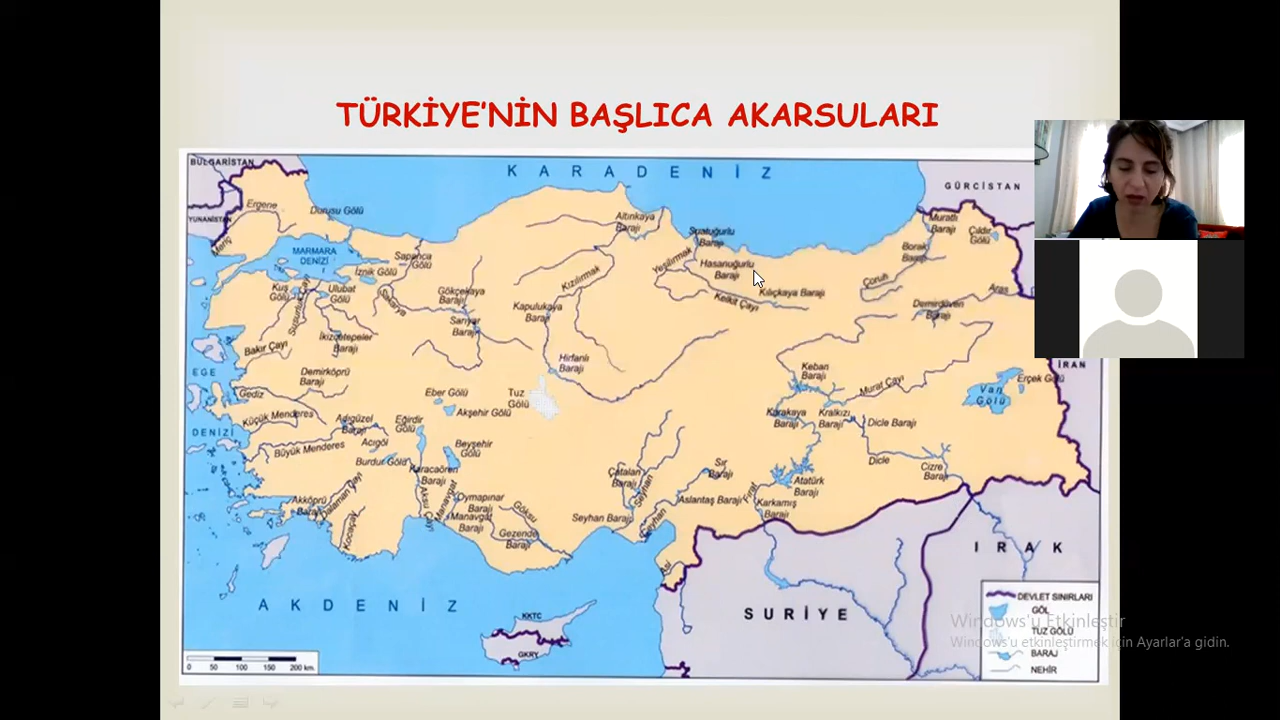 TÜRKİYE'NİN BAŞLICA AKARSULARI
BULGARİSTAN
KARADENİZ
GÜRCİSTAN
YUNANİSTAN
Ergene
Durusu Gölü
Meriç
MARMARA
DENİZİ
Sapanca
Gölü
İznik Gölü
Kuş
Gölü
Ulubat
Gölü
Sakarya
Altınkaya
Barajı
Suatuğurlu
Barajı
Yeşilırmak
Hasanuğurlu
Barajı
Kılıçkaya Barajı
Kelkit Çayı
Muratlı
Barajı
Çıldır
Gölü
Borak
Barajı
Çoruh
Aras
Demirdöven
Barajı
Gökçekaya
Barajı
Sarıyar
Barajı
Kapulukaya
Barajı
Kızılırmak
Hirfanlı
Barajı
İkizcetepeler
Barajı
Bakır Çayı
EGE
DENİZİ
Demirköprü
Barajı
Gediz
Küçük Menderes
Büyük Menderes
Adıgüzel
Barajı
Acıgöl
Burdur Gölü
Eber Gölü
Akşehir Gölü
Eğirdir
Gölü
Beyşehir
Gölü
Tuz
Gölü
Karacaören
Barajı
Akköprü
Barajı
Dalaman Çayı
Kocaçay
Aksu Çayı
Manavgat
Oymapınar
Barajı
Manavgat
Barajı
Göksu
Gezende
Barajı
Çatalan
Barajı
Seyhan
Seyhan Barajı
Ceyhan
Sır
Barajı
Aslantaş Barajı
Asi
Keban
Barajı
Murat Çayı
Karakaya
Barajı
Kralkızı
Barajı
Dicle Barajı
Dicle
Cizre
Barajı
Atatürk
Barajı
Fırat
Karkamış
Barajı
Van
Gölü
Erçek Gölü
İRAN
IRAK
SURİYE
AKDENİZ
KKTC
GKRY
0 50 100 150 200 km.
DEVLET SINIRLARI
GÖL
TUZ GÖLÜ
BARAJ
NEHİR
Windows'u Etkinleştir
Windows'u etkinleştirmek için Ayarlar'a gidin.